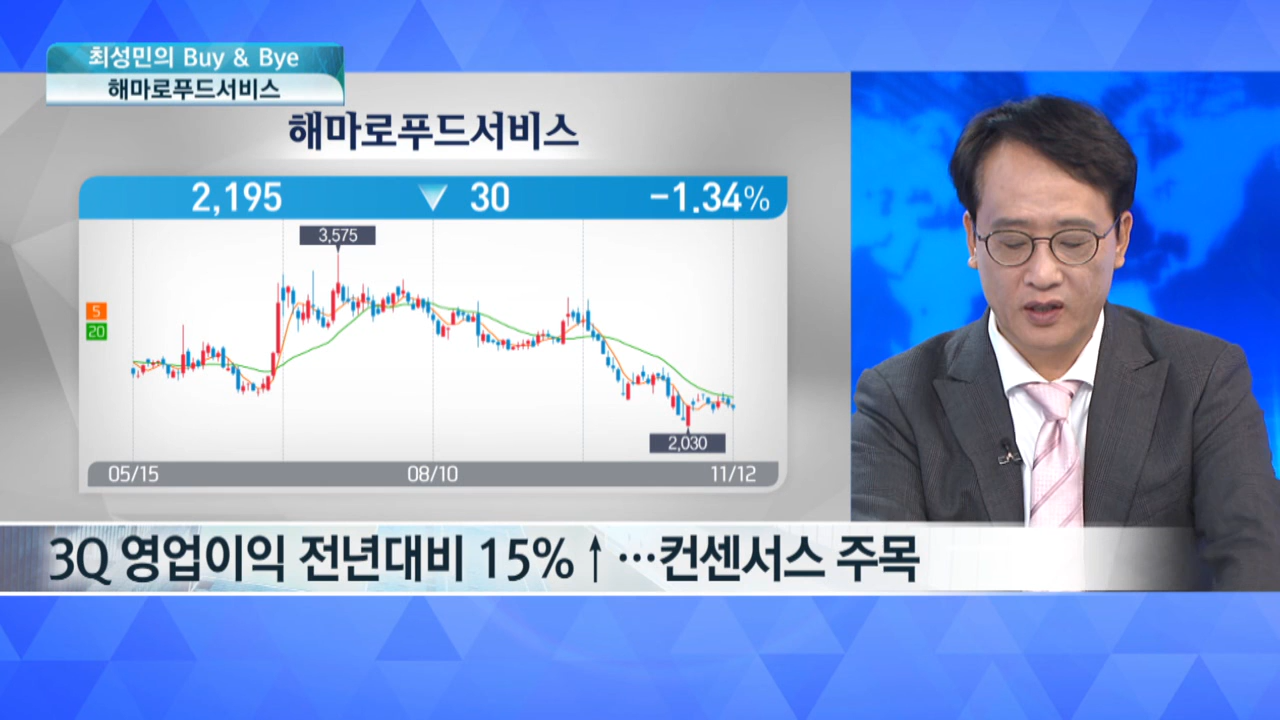 최성민의 Buy & Bye
해마로푸드서비스
해마로푸드서비스
2,195 ▼ 30 -1.34%
3,575
5
20
2,030
05/15 08/10 11/12
3Q 영업이익 전년대비 15%↑…컨센서스 주목